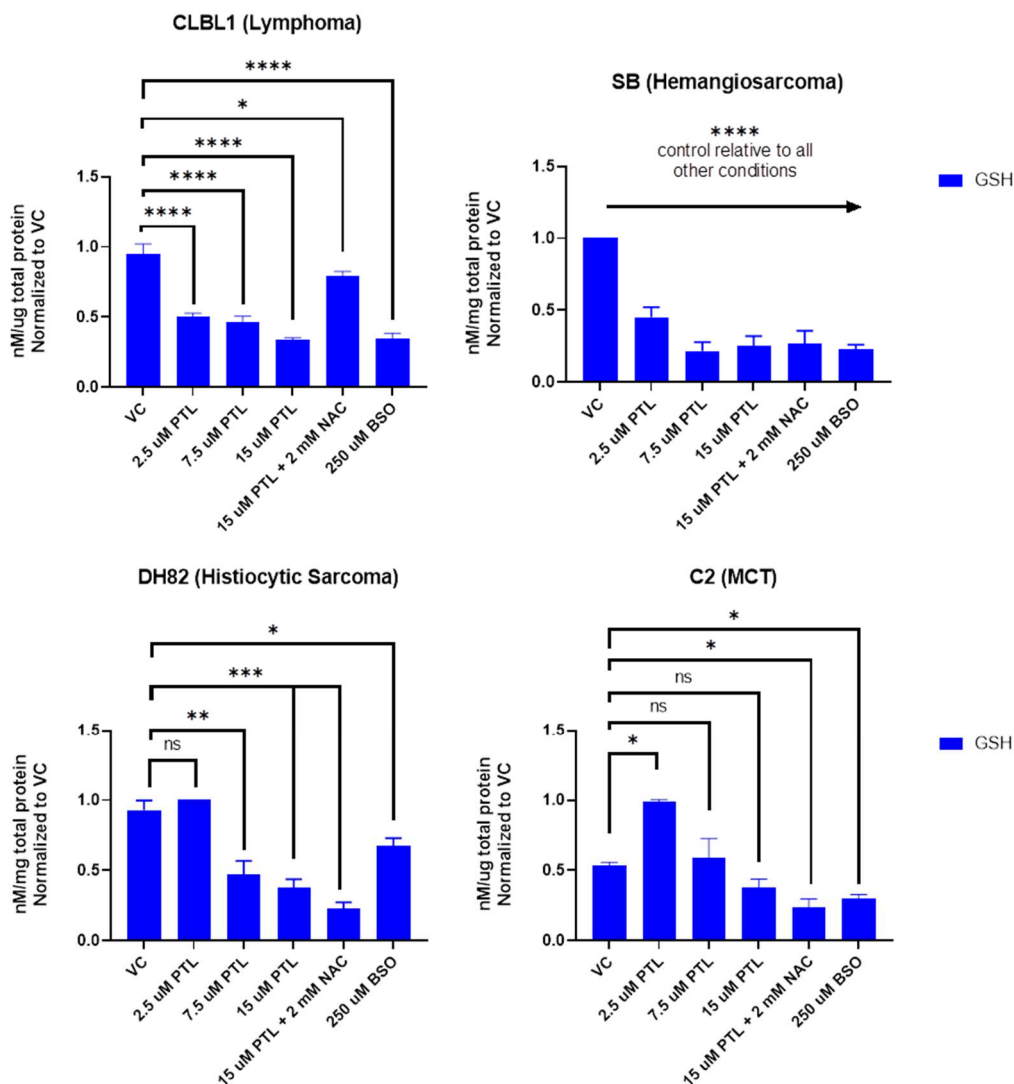 CLBL1 (Lymphoma)
****
*
****
****
****
nM/ug total protein
Normalized to VC
1.5
1.0
0.5
0.0
VC
2.5 uM PTL
7.5 uM PTL
15 uM PTL
15 uM PTL + 2 mM NAC
250 uM BSO
SB (Hemangiosarcoma)
****
control relative to all
other conditions
GSH
nM/mg total protein
Normalized to VC
1.5
1.0
0.5
0.0
VC
2.5 uM PTL
7.5 uM PTL
15 uM PTL
15 uM PTL + 2 mM NAC
250 uM BSO
DH82 (Histiocytic Sarcoma)
*
***
**
ns
nM/mg total protein
Normalized to VC
1.5
1.0
0.5
0.0
VC
2.5 uM PTL
7.5 uM PTL
15 uM PTL
15 uM PTL + 2 mM NAC
250 uM BSO
C2 (MCT)
*
*
ns
ns
*
GSH
nM/ug total protein
Normalized to VC
1.5
1.0
0.5
0.0
VC
2.5 uM PTL
7.5 uM PTL
15 uM PTL
15 uM PTL + 2 mM NAC
250 uM BSO